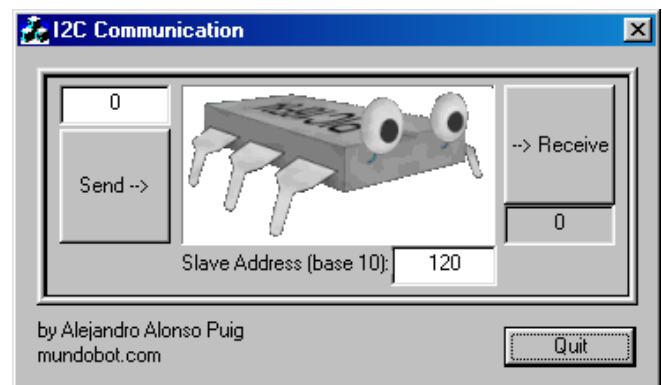 I2C Communication
0
Send -->
--> Receive
0
Slave Address (base 10): 120
by Alejandro Alonso Puig
mundobot.com
Quit